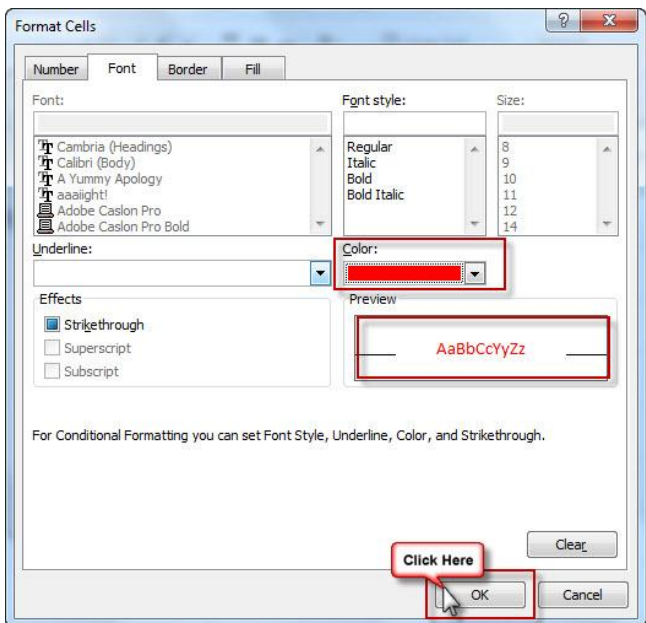 Format Cells
Number Font Border Fill
Font: Font style: Size:
Cambria (Headings) Regular 8
Calibri (Body) Italic 9
A Yummy Apology Bold 10
aaaiight! Bold Italic 11
Adobe Caslon Pro 12
Adobe Caslon Pro Bold 14
Underline: Color:
Effects Preview
Strikethrough
Superscript AaBbCcYyZz
Subscript
For Conditional Formatting you can set Font Style, Underline, Color, and Strikethrough.
Clear
Click Here
OK Cancel